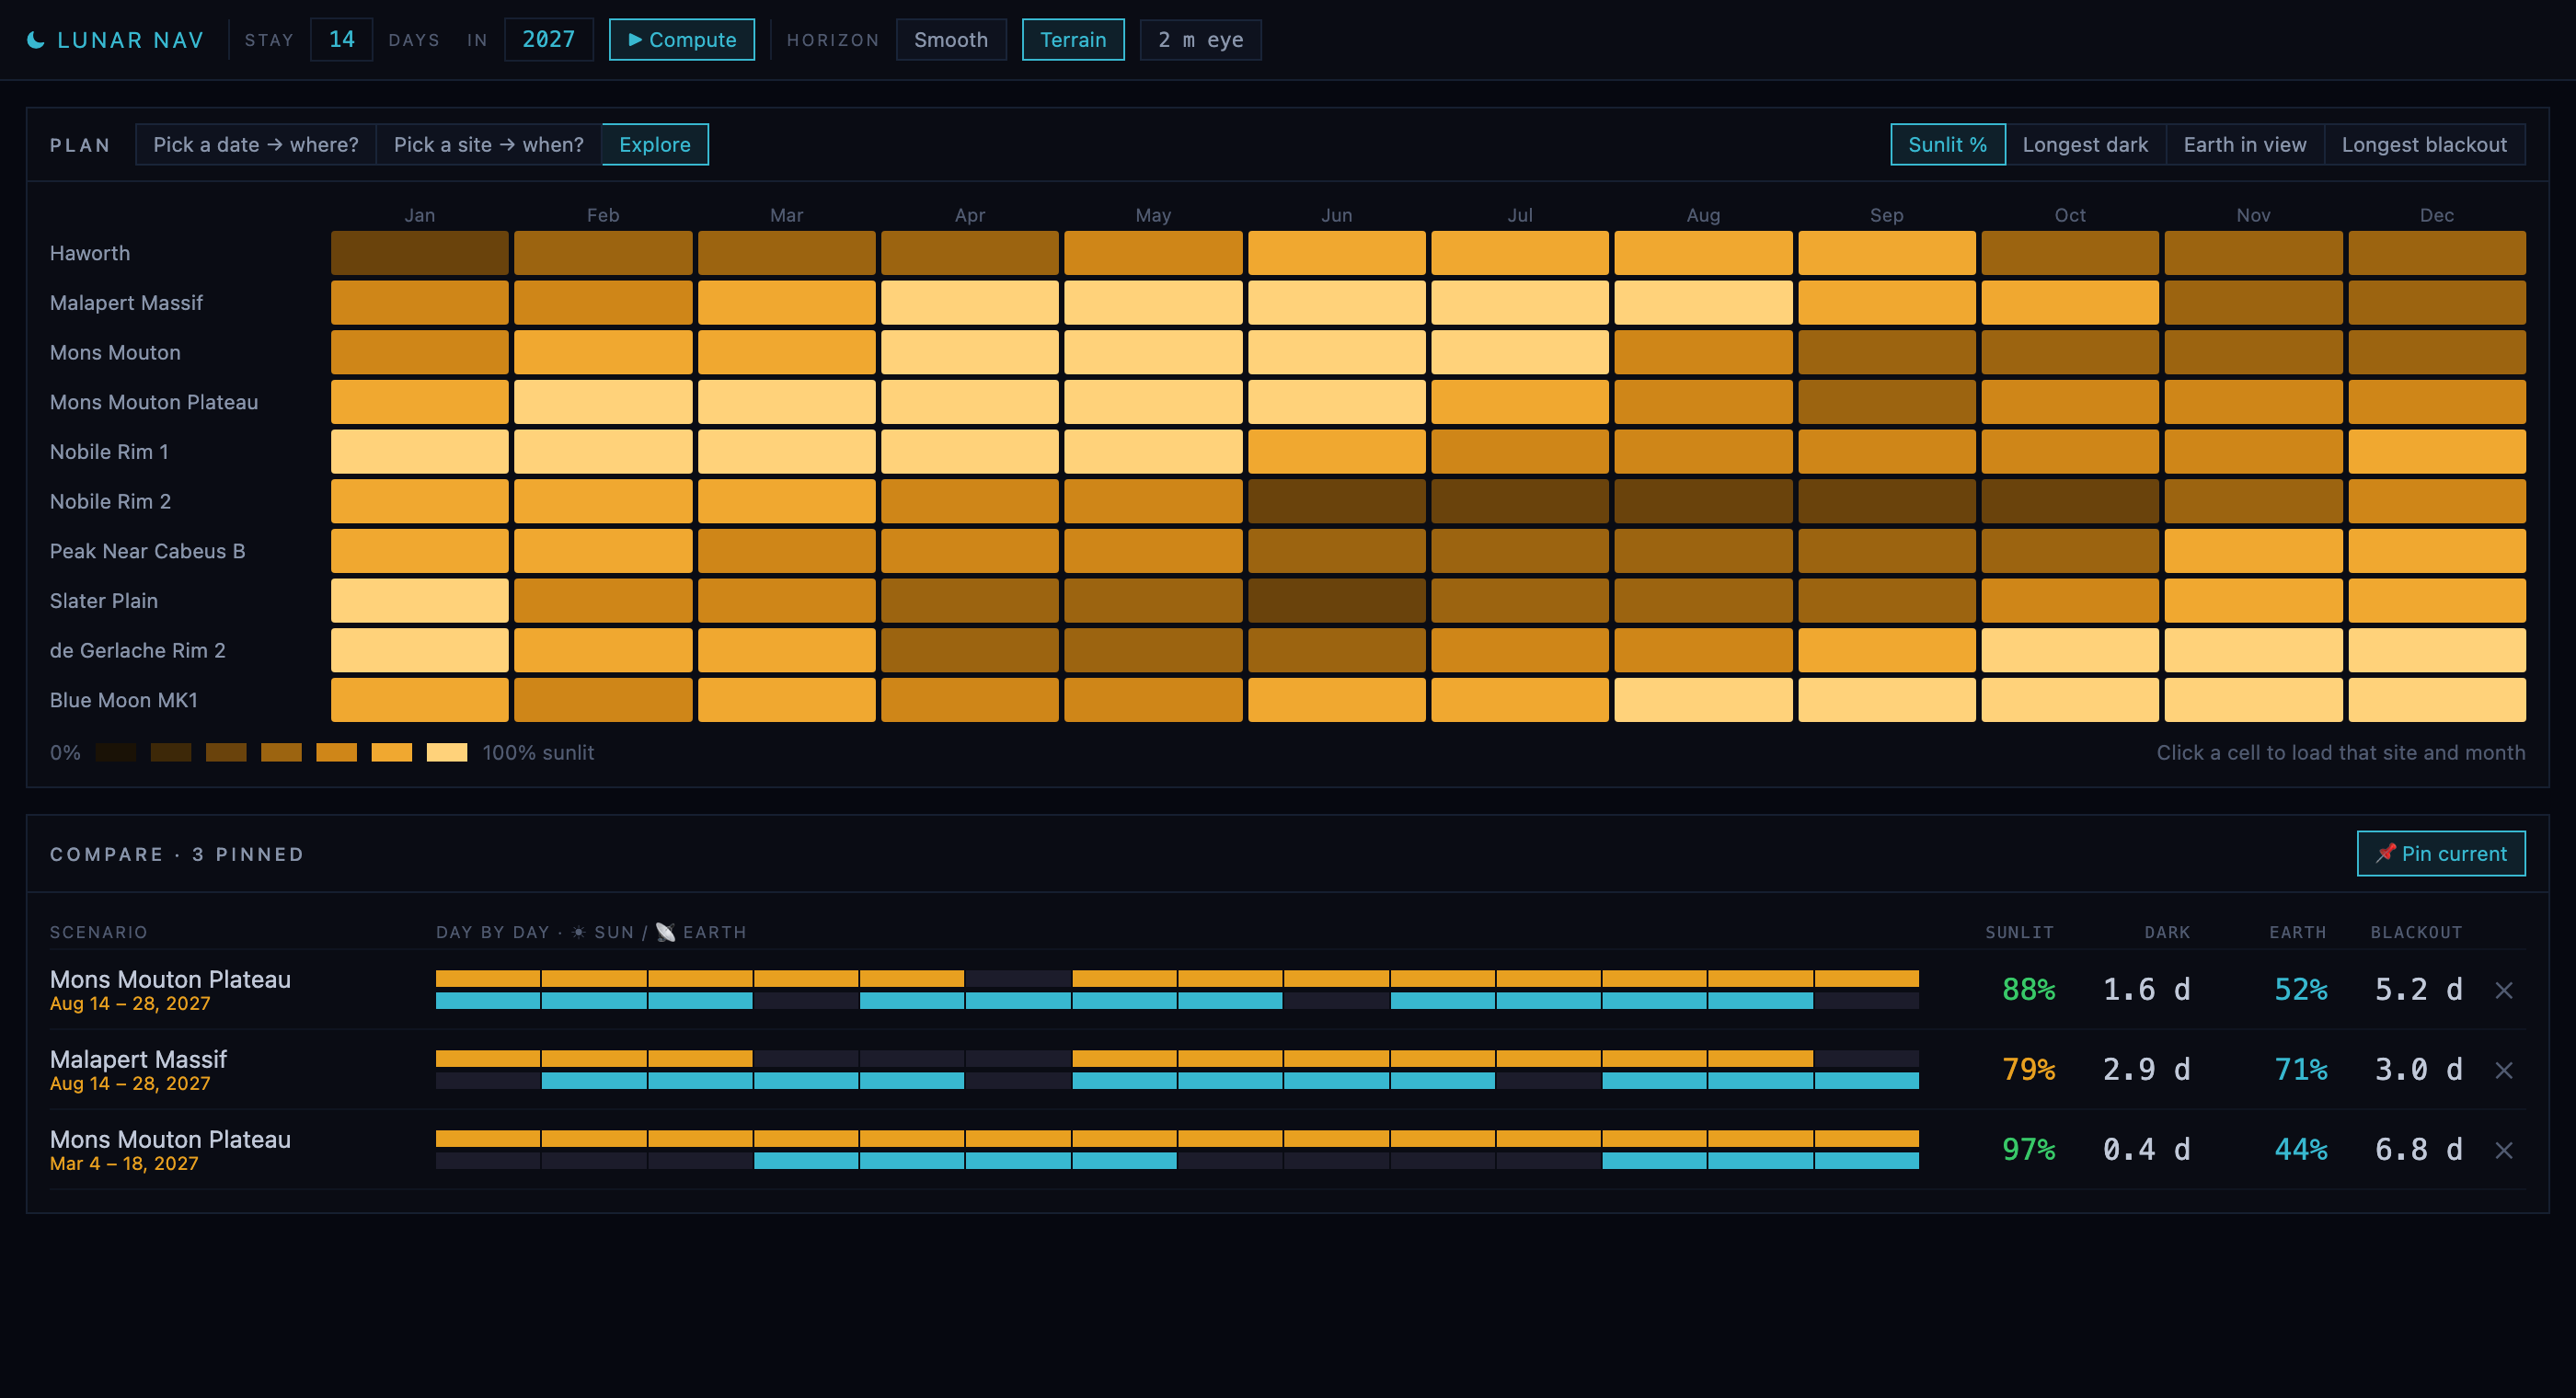 LUNAR NAV STAY 14 DAYS IN 2027 ▶ Compute HORIZON Smooth Terrain 2 m eye
PLAN Pick a date → where? Pick a site → when? Explore Sunlit % Longest dark Earth in view Longest blackout
Jan Feb Mar Apr May Jun Jul Aug Sep Oct Nov Dec
Haworth
Malapert Massif
Mons Mouton
Mons Mouton Plateau
Nobile Rim 1
Nobile Rim 2
Peak Near Cabeus B
Slater Plain
de Gerlache Rim 2
Blue Moon MK1
0% 100% sunlit Click a cell to load that site and month
COMPARE · 3 PINNED 📌 Pin current
SCENARIO DAY BY DAY · ☀ SUN / 📡 EARTH SUNLIT DARK EARTH BLACKOUT
Mons Mouton Plateau 88% 1.6 d 52% 5.2 d ×
Aug 14 – 28, 2027
Malapert Massif 79% 2.9 d 71% 3.0 d ×
Aug 14 – 28, 2027
Mons Mouton Plateau 97% 0.4 d 44% 6.8 d ×
Mar 4 – 18, 2027